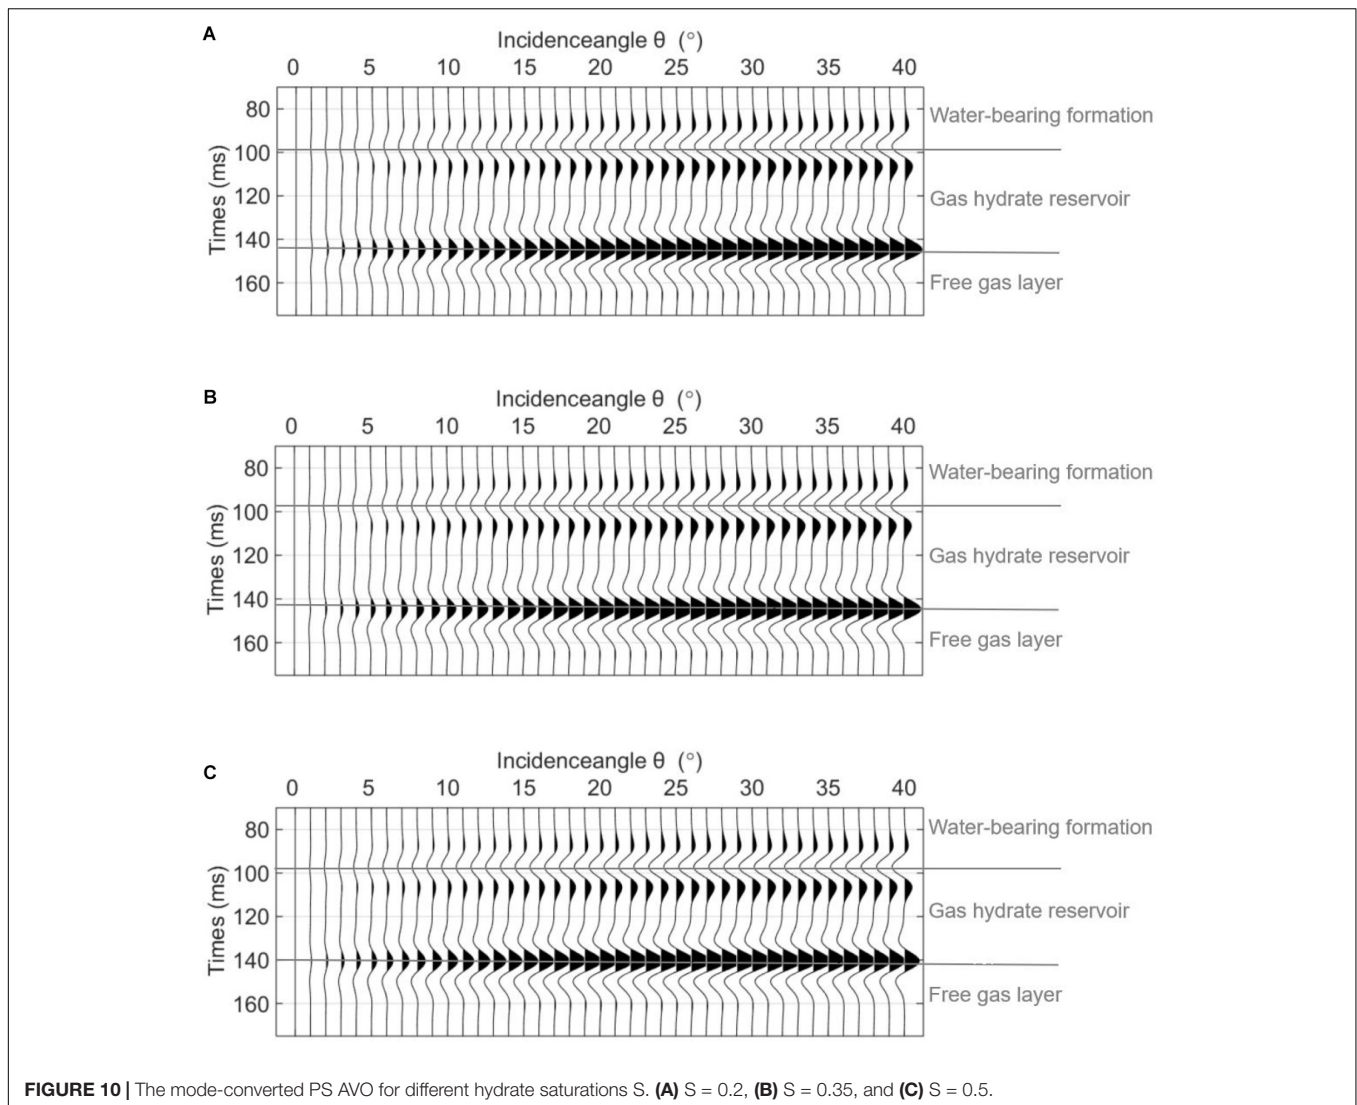 A
Incidenceangle θ (°)
0 5 10 15 20 25 30 35 40
Times (ms)
80
100
120
140
160
Water-bearing formation
Gas hydrate reservoir
Free gas layer
B
Incidenceangle θ (°)
0 5 10 15 20 25 30 35 40
Times (ms)
80
100
120
140
160
Water-bearing formation
Gas hydrate reservoir
Free gas layer
C
Incidenceangle θ (°)
0 5 10 15 20 25 30 35 40
Times (ms)
80
100
120
140
160
Water-bearing formation
Gas hydrate reservoir
Free gas layer
FIGURE 10 | The mode-converted PS AVO for different hydrate saturations S. (A) S = 0.2, (B) S = 0.35, and (C) S = 0.5.